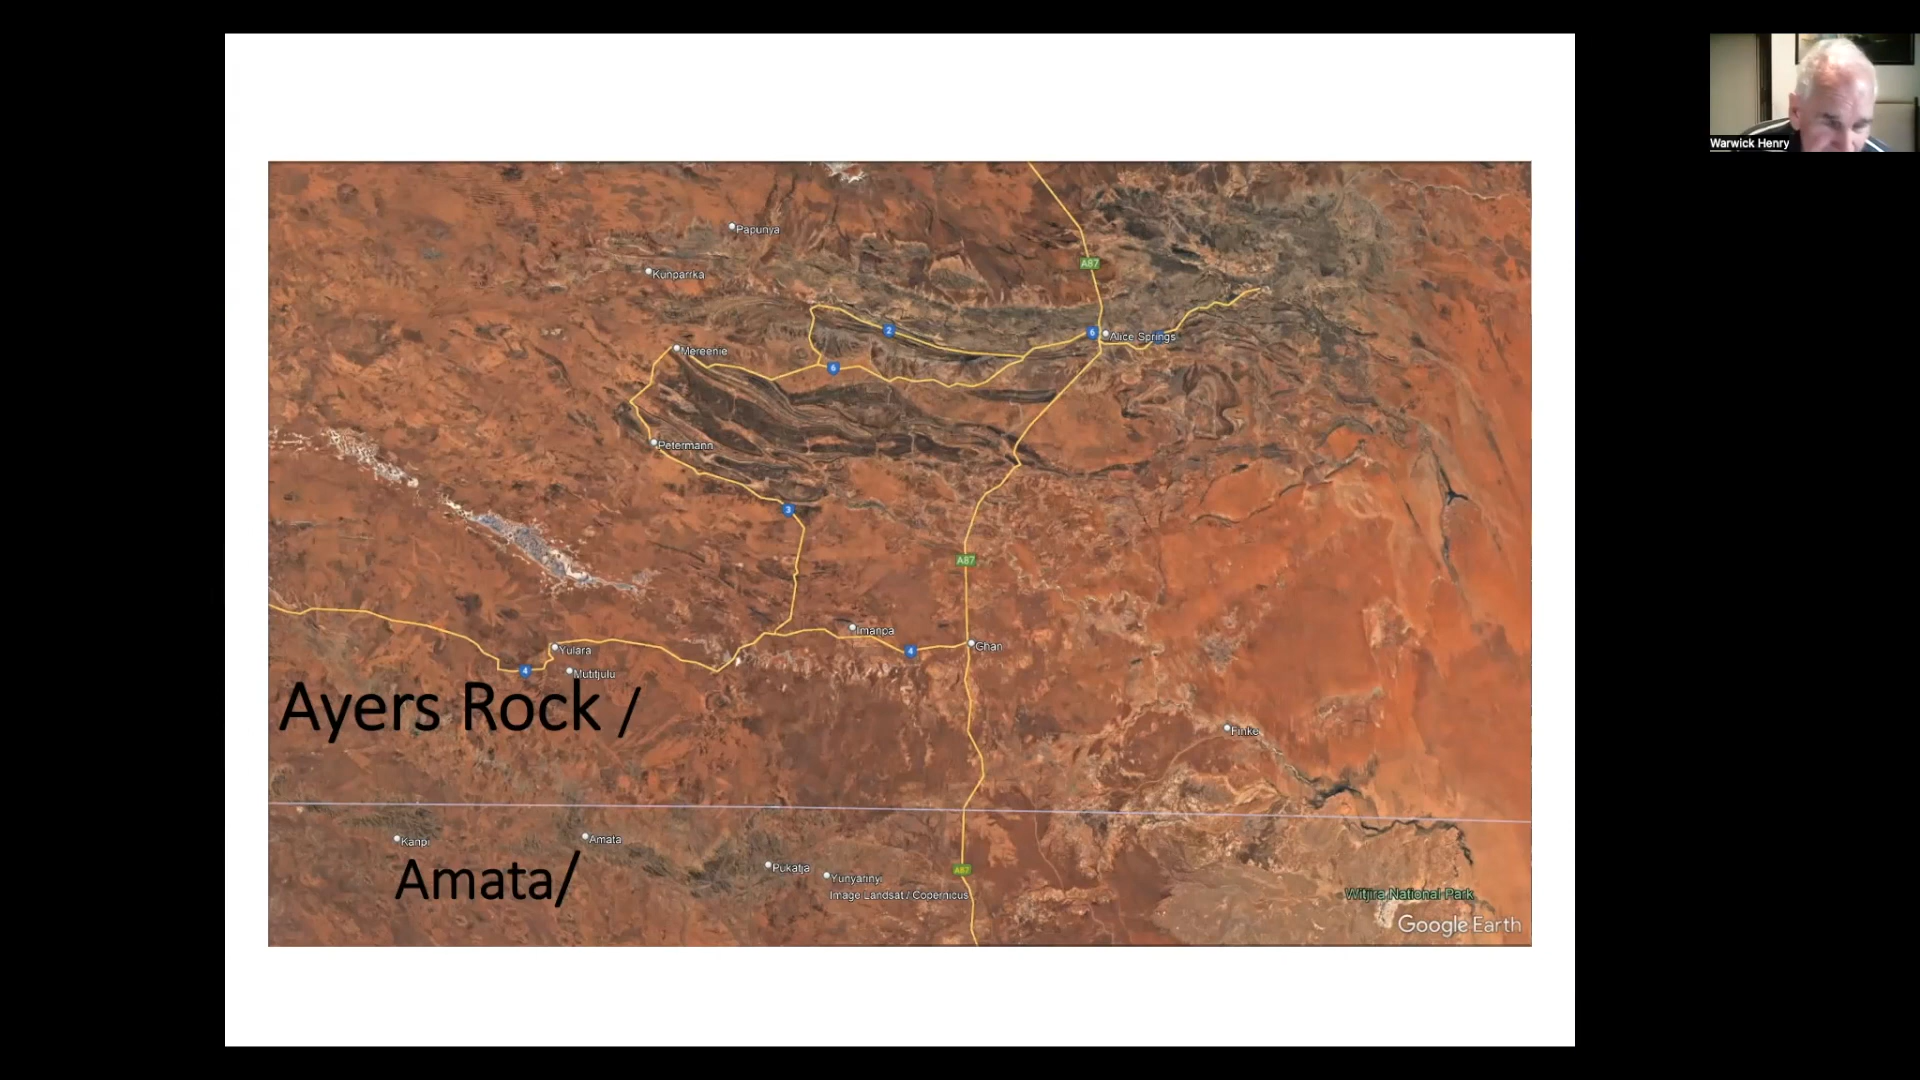 Warwick Henry
Papunya
A87
Kunparrka
2
6
Alice Springs
Mereenie
6
Petermann
3
A87
Imanpa
Yulara
4
Ghan
4
Mutitjulu
Ayers Rock /
Finke
Kanpi
Amata
Pukatja
A87
Yunyarinyi
Amata/
Image Landsat / Copernicus
Witjira National Park
Google Earth